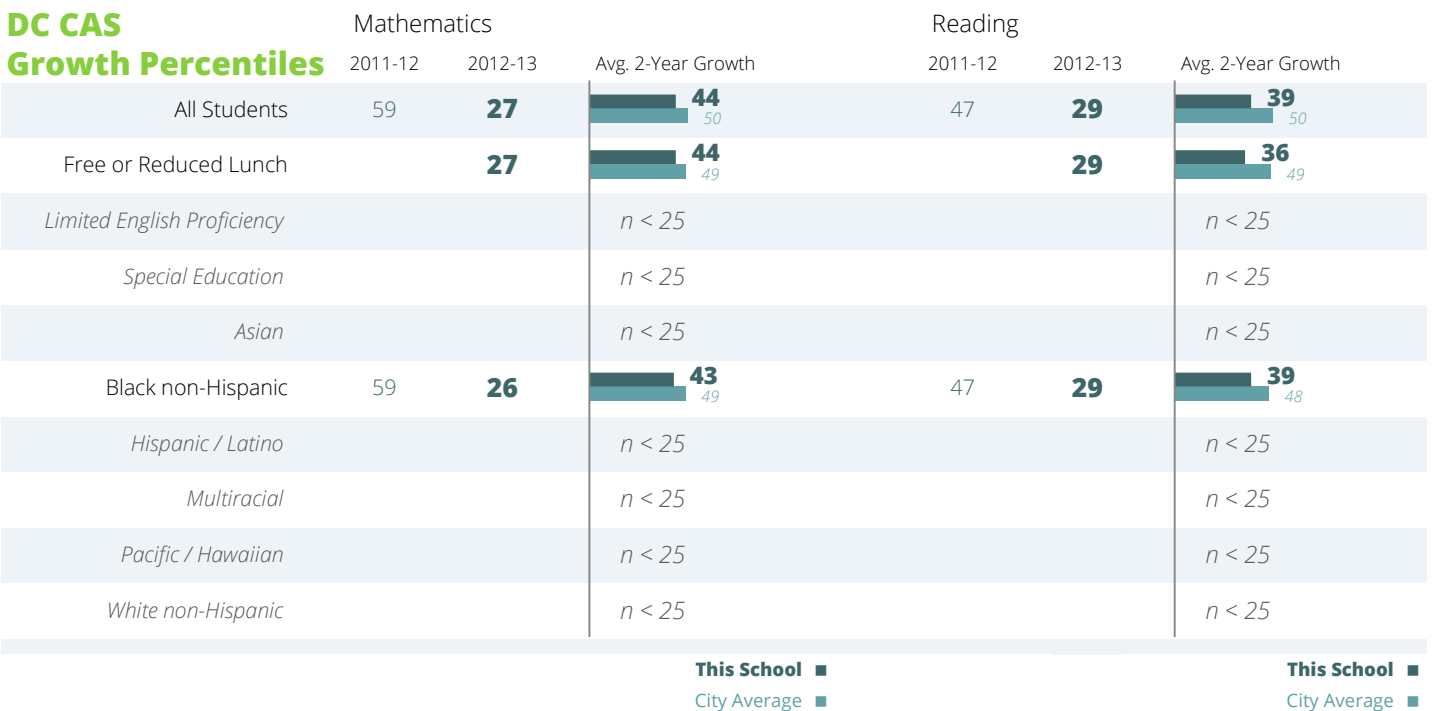 DC CAS
Growth Percentiles
Mathematics
Reading
2011-12 2012-13 Avg. 2-Year Growth 2011-12 2012-13 Avg. 2-Year Growth
All Students 59 27 44 50 47 29 39 50
Free or Reduced Lunch 27 44 49 29 36 49
Limited English Proficiency n < 25 n < 25
Special Education n < 25 n < 25
Asian n < 25 n < 25
Black non-Hispanic 59 26 43 49 47 29 39 48
Hispanic / Latino n < 25 n < 25
Multiracial n < 25 n < 25
Pacific / Hawaiian n < 25 n < 25
White non-Hispanic n < 25 n < 25
This School This School
City Average City Average